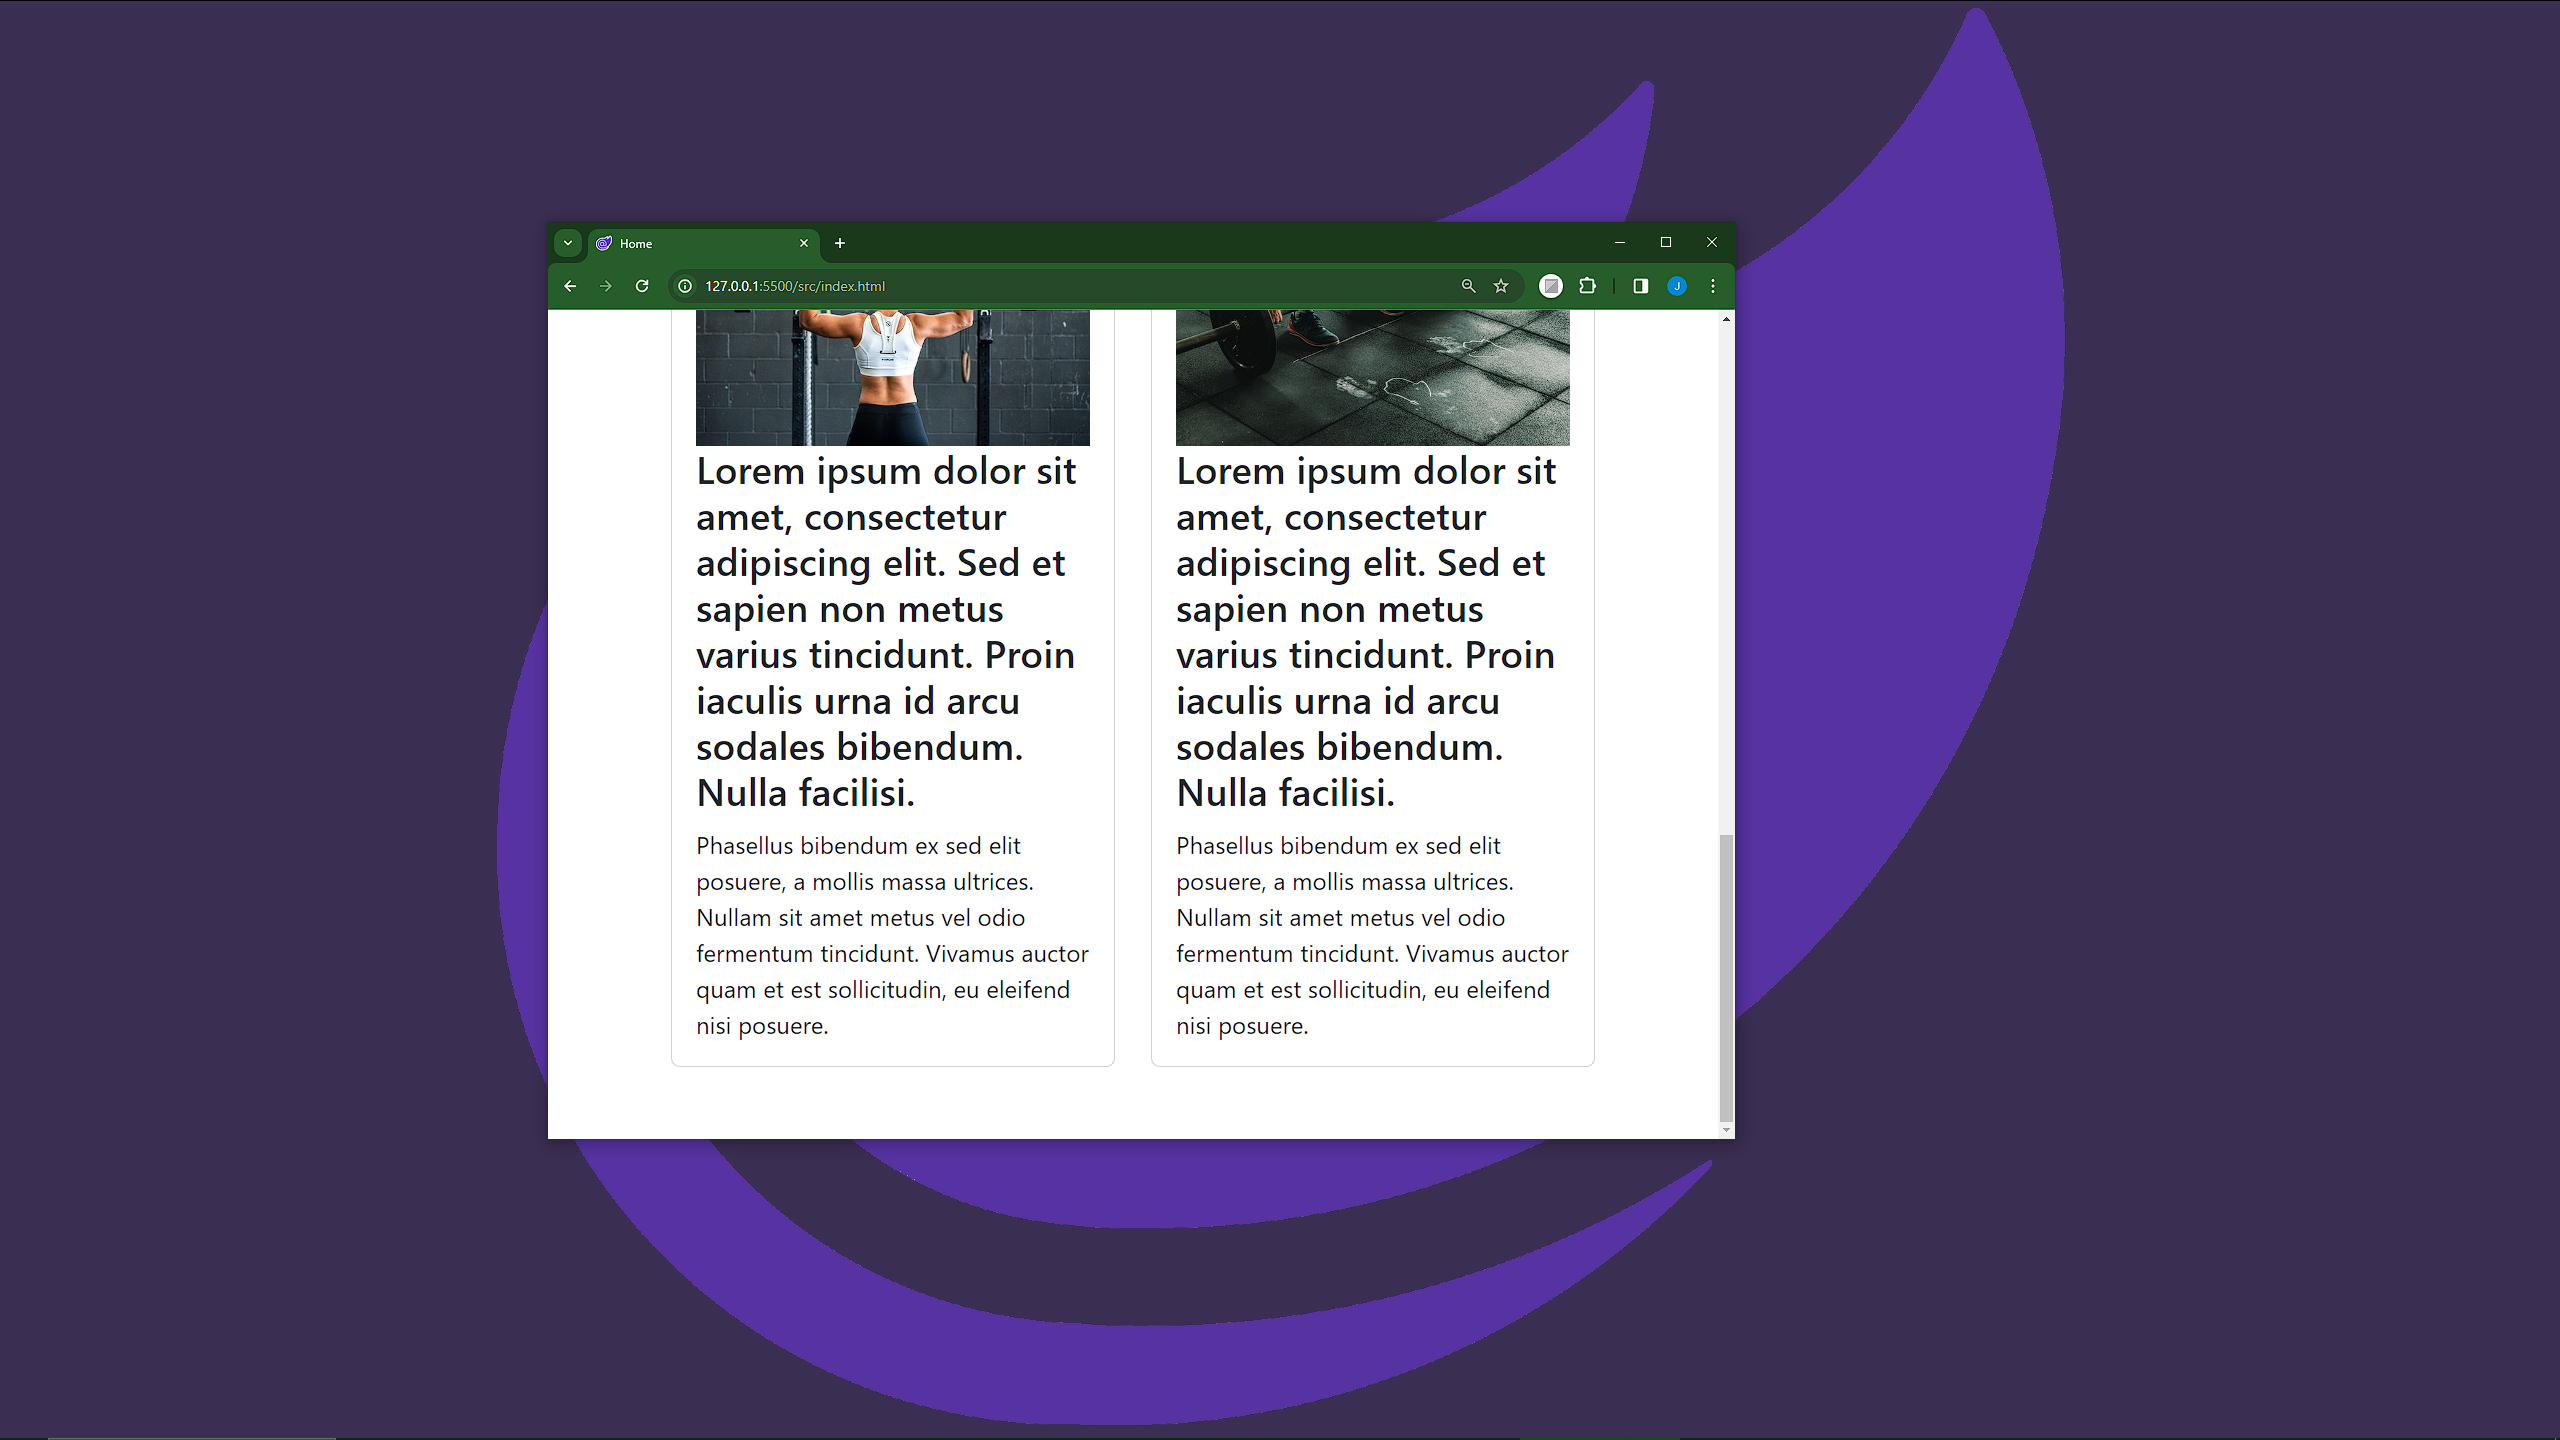 Home
127.0.0.1:5500/src/index.html
J
Lorem ipsum dolor sit
amet, consectetur
adipiscing elit. Sed et
sapien non metus
varius tincidunt. Proin
iaculis urna id arcu
sodales bibendum.
Nulla facilisi.
Phasellus bibendum ex sed elit
posuere, a mollis massa ultrices.
Nullam sit amet metus vel odio
fermentum tincidunt. Vivamus auctor
quam et est sollicitudin, eu eleifend
nisi posuere.
Lorem ipsum dolor sit
amet, consectetur
adipiscing elit. Sed et
sapien non metus
varius tincidunt. Proin
iaculis urna id arcu
sodales bibendum.
Nulla facilisi.
Phasellus bibendum ex sed elit
posuere, a mollis massa ultrices.
Nullam sit amet metus vel odio
fermentum tincidunt. Vivamus auctor
quam et est sollicitudin, eu eleifend
nisi posuere.